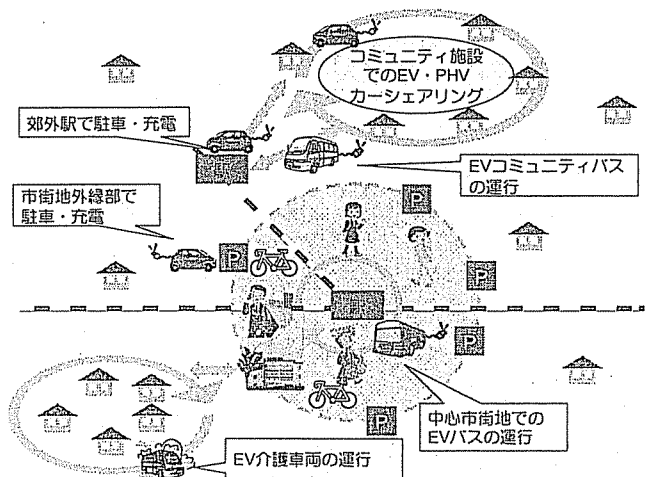 コミュニティ施設
でのEV・PHV
カーシェアリング
郊外駅で駐車・充電
EVコミュニティバス
の運行
市街地外縁部で
駐車・充電
P
P
P
P
P
中心市街地での
EVバスの運行
EV介護車両の運行